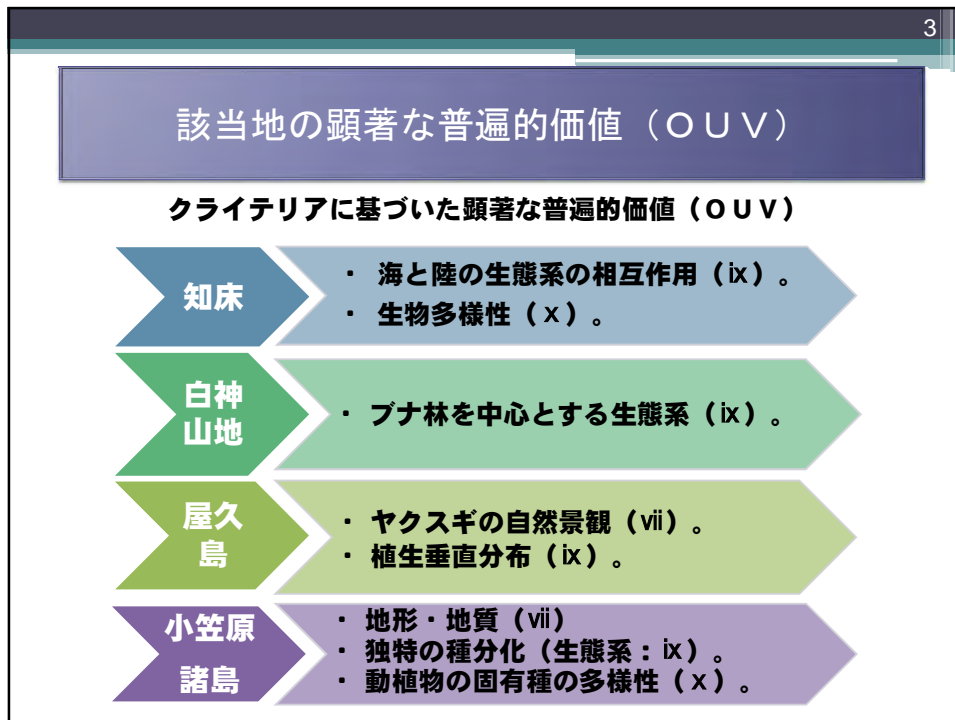 3
該当地の顕著な普遍的価値（ＯＵＶ）
クライテリアに基づいた顕著な普遍的価値（ＯＵＶ）
知床
・ 海と陸の生態系の相互作用（ⅸ）。
・ 生物多様性（ⅹ）。
白神
山地
・ ブナ林を中心とする生態系（ⅸ）。
屋久
島
・ ヤクスギの自然景観（ⅶ）。
・ 植生垂直分布（ⅸ）。
小笠原
諸島
・ 地形・地質（ⅶ）
・ 独特の種分化（生態系：ⅸ）。
・ 動植物の固有種の多様性（ⅹ）。